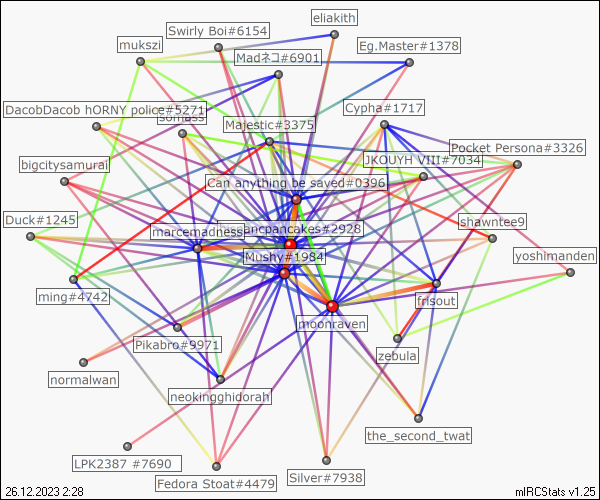 eliakith
Swirly Boi#6154
mukszi
Eg.Master#1378
Madネコ#6901
DacobDacob hORNY police#5271
Cypha#1717
Majestic#3375
Pocket Persona#3326
JKOUYH VIII#7034
bigcitysamurai
Can anything be saved#0396
Duck#1245
shawntee9
ancpancakes#2928
marcemadness
Mushy#1984
yoshimanden
ming#4742
frisout
moonraven
Pikabro#9971
zebula
normalwan
neokingghidorah
the_second_twat
LPK2387 #7690
Silver#7938
Fedora Stoat#4479
26.12.2023 2:28
mIRCStats v1.25